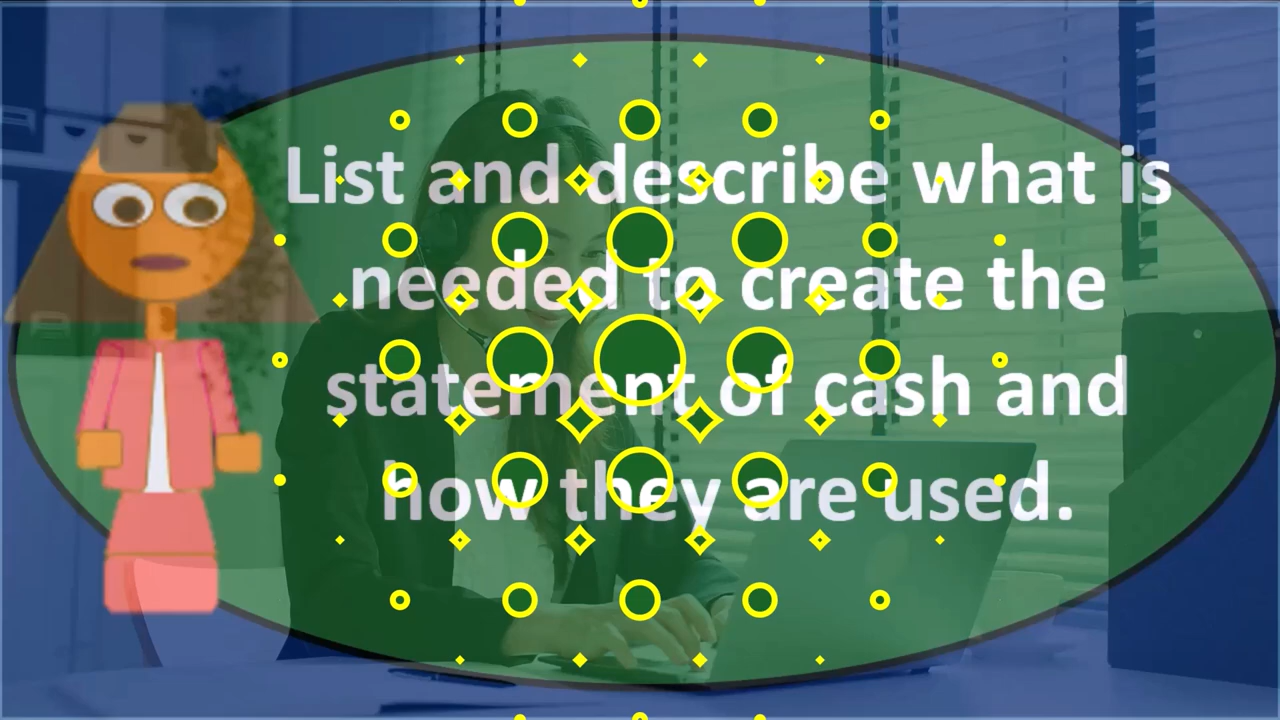 List and describe what is
needed to create the
statement of cash and
how they are used.